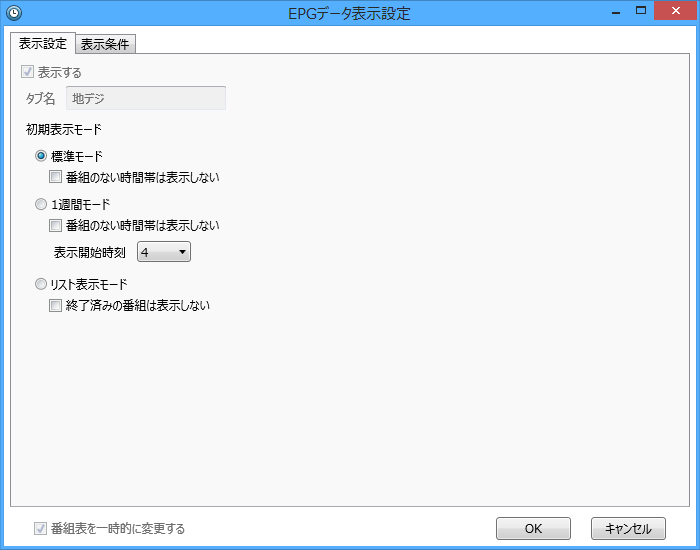 EPGデータ表示設定
表示設定
表示条件
表示する
タブ名
地デジ
初期表示モード
標準モード
番組のない時間帯は表示しない
1週間モード
番組のない時間帯は表示しない
表示開始時刻 4
リスト表示モード
終了済みの番組は表示しない
番組表を一時的に変更する
OK
キャンセル